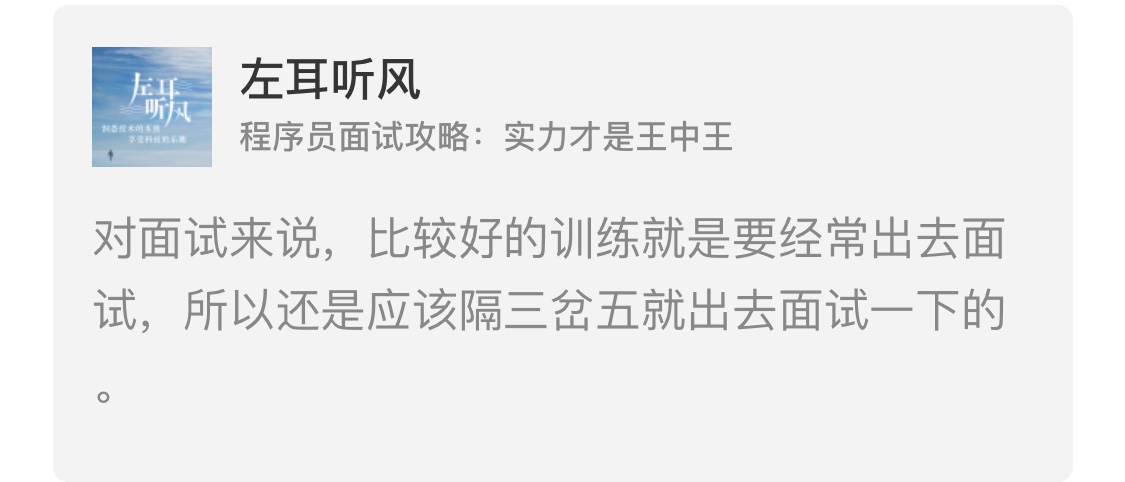 左耳
听风
洞悉技术的本质
享受科技的乐趣
左耳听风
程序员面试攻略：实力才是王中王
对面试来说，比较好的训练就是要经常出去面
试，所以还是应该隔三岔五就出去面试一下的
。